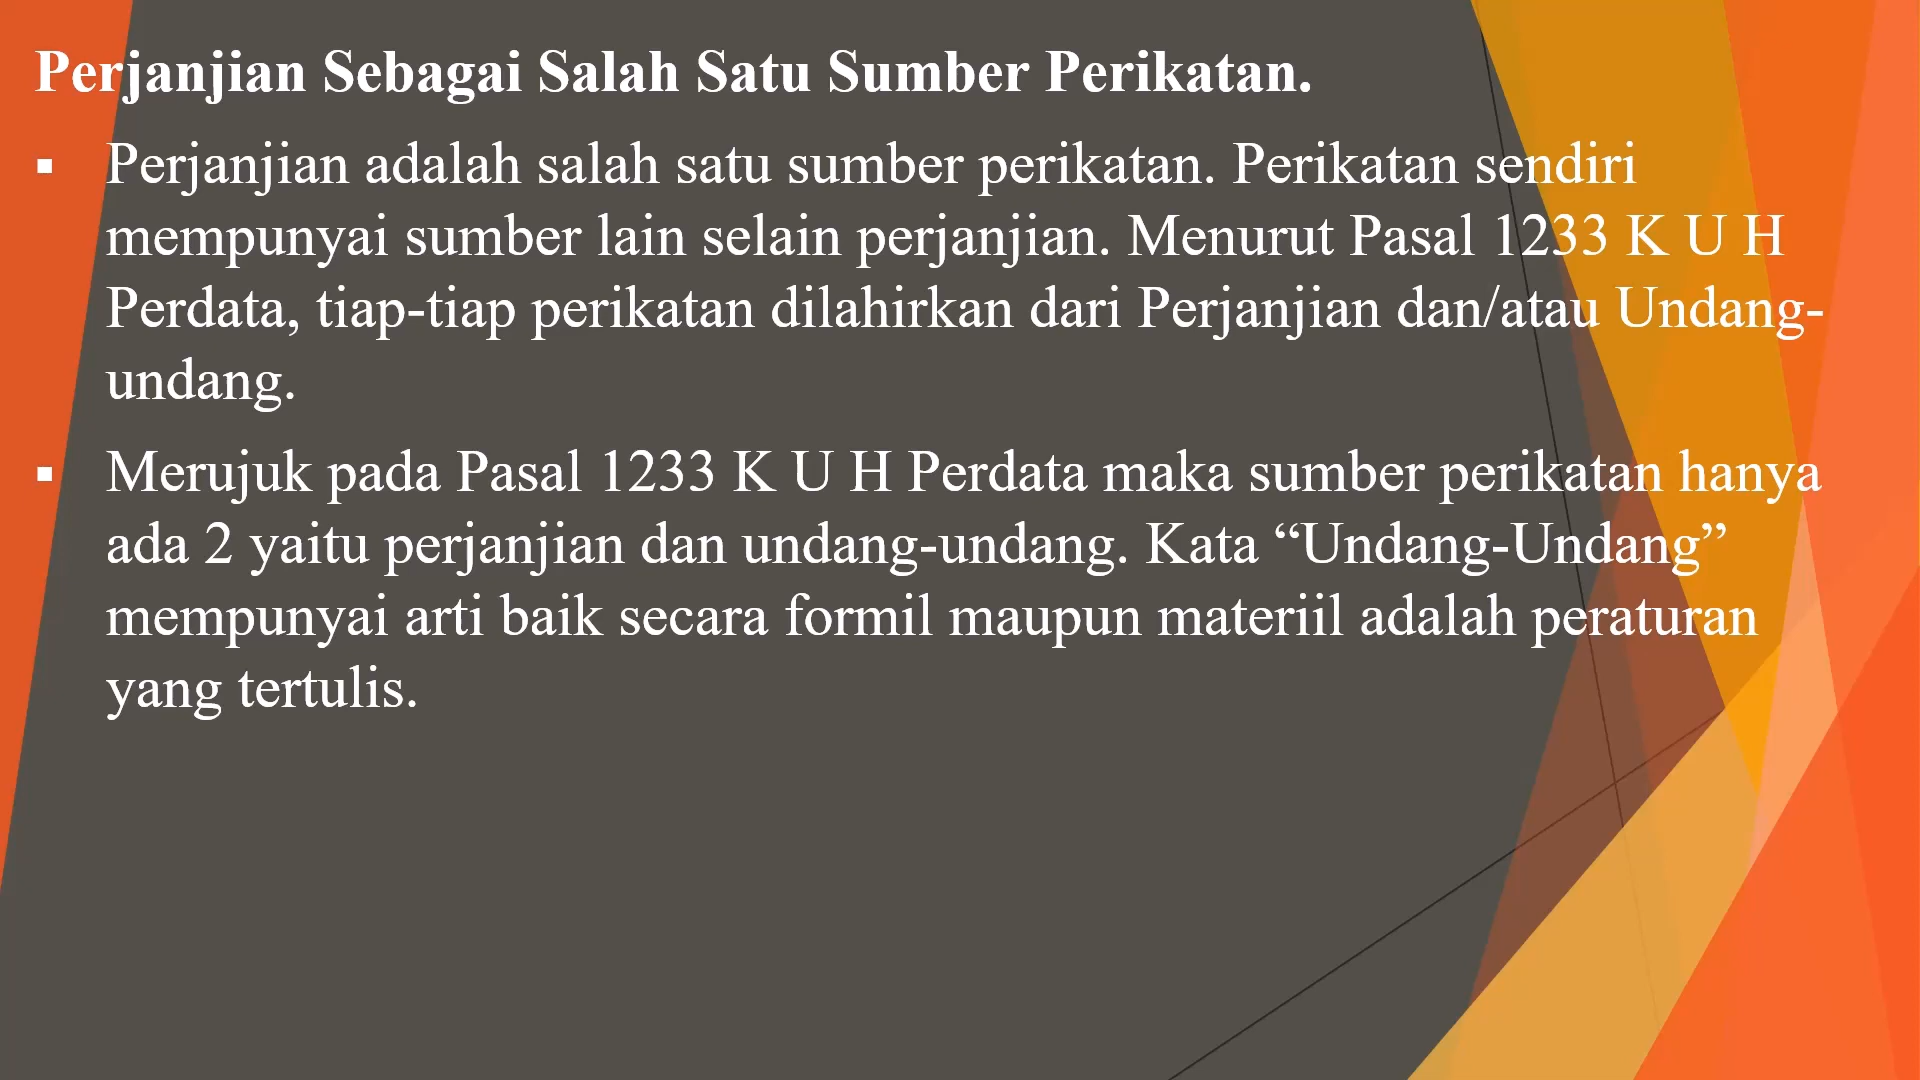 Perjanjian Sebagai Salah Satu Sumber Perikatan.
▪ Perjanjian adalah salah satu sumber perikatan. Perikatan sendiri
mempunyai sumber lain selain perjanjian. Menurut Pasal 1233 K U H
Perdata, tiap-tiap perikatan dilahirkan dari Perjanjian dan/atau Undang-
undang.
▪ Merujuk pada Pasal 1233 K U H Perdata maka sumber perikatan hanya
ada 2 yaitu perjanjian dan undang-undang. Kata “Undang-Undang”
mempunyai arti baik secara formil maupun materiil adalah peraturan
yang tertulis.